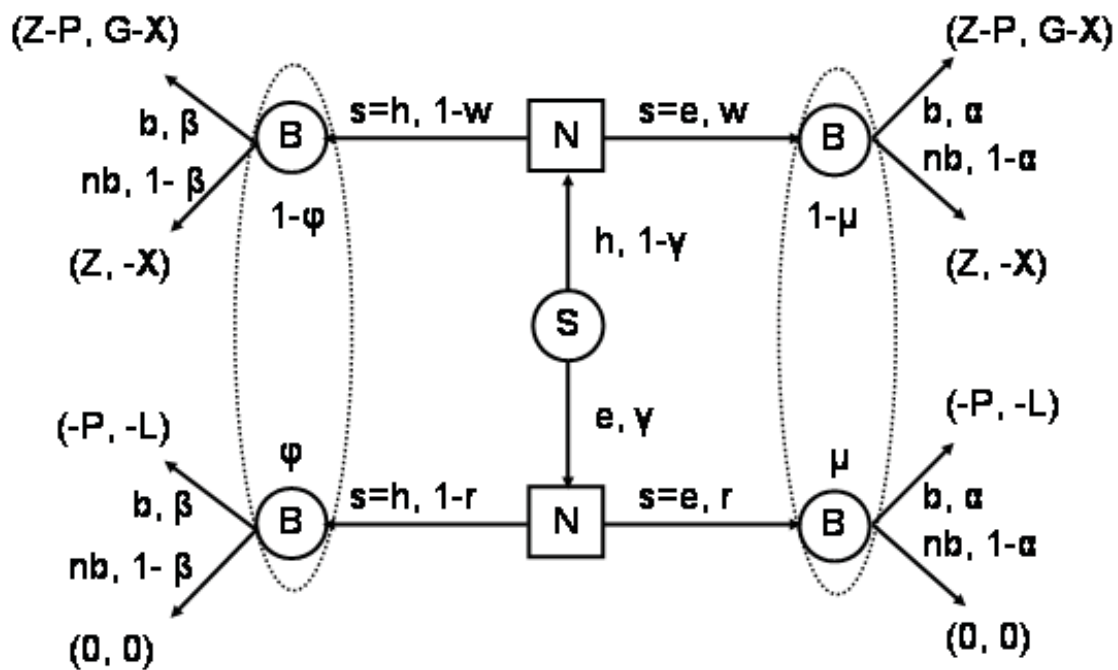 (Z-P, G-X)
(Z-P, G-X)
b, β
B
s=h, 1-w
N
s=e, w
B
b, α
nb, 1- β
nb, 1-α
1-φ
1-μ
(Z, -X)
h, 1-γ
(Z, -X)
S
(-P, -L)
e, γ
(-P, -L)
φ
μ
b, β
B
s=h, 1-r
N
s=e, r
B
b, α
nb, 1- β
nb, 1-α
(0, 0)
(0, 0)